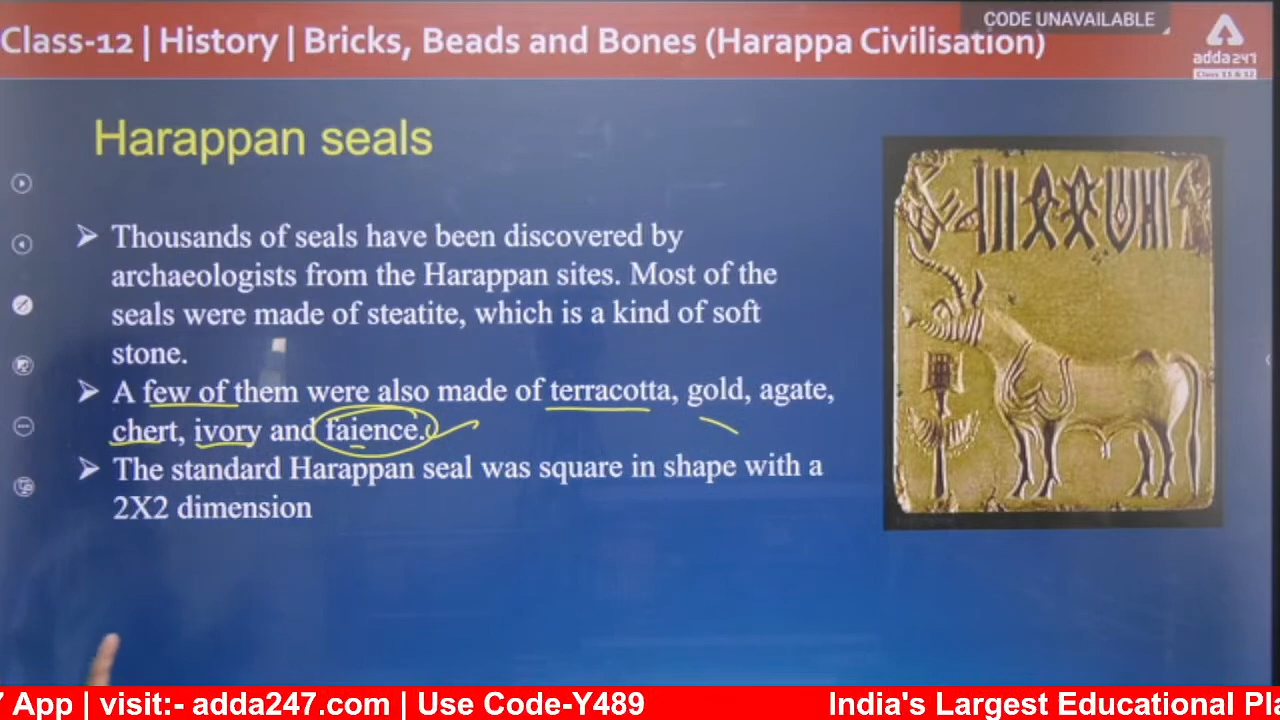 CODE UNAVAILABLE
Class-12 | History | Bricks, Beads and Bones (Harappa Civilisation)
adda247
Class 11 & 12
Harappan seals
➢ Thousands of seals have been discovered by
archaeologists from the Harappan sites. Most of the
seals were made of steatite, which is a kind of soft
stone.
➢ A few of them were also made of terracotta, gold, agate,
chert, ivory and faience.
➢ The standard Harappan seal was square in shape with a
2X2 dimension
7 App | visit:- adda247.com | Use Code-Y489
India's Largest Educational Pla